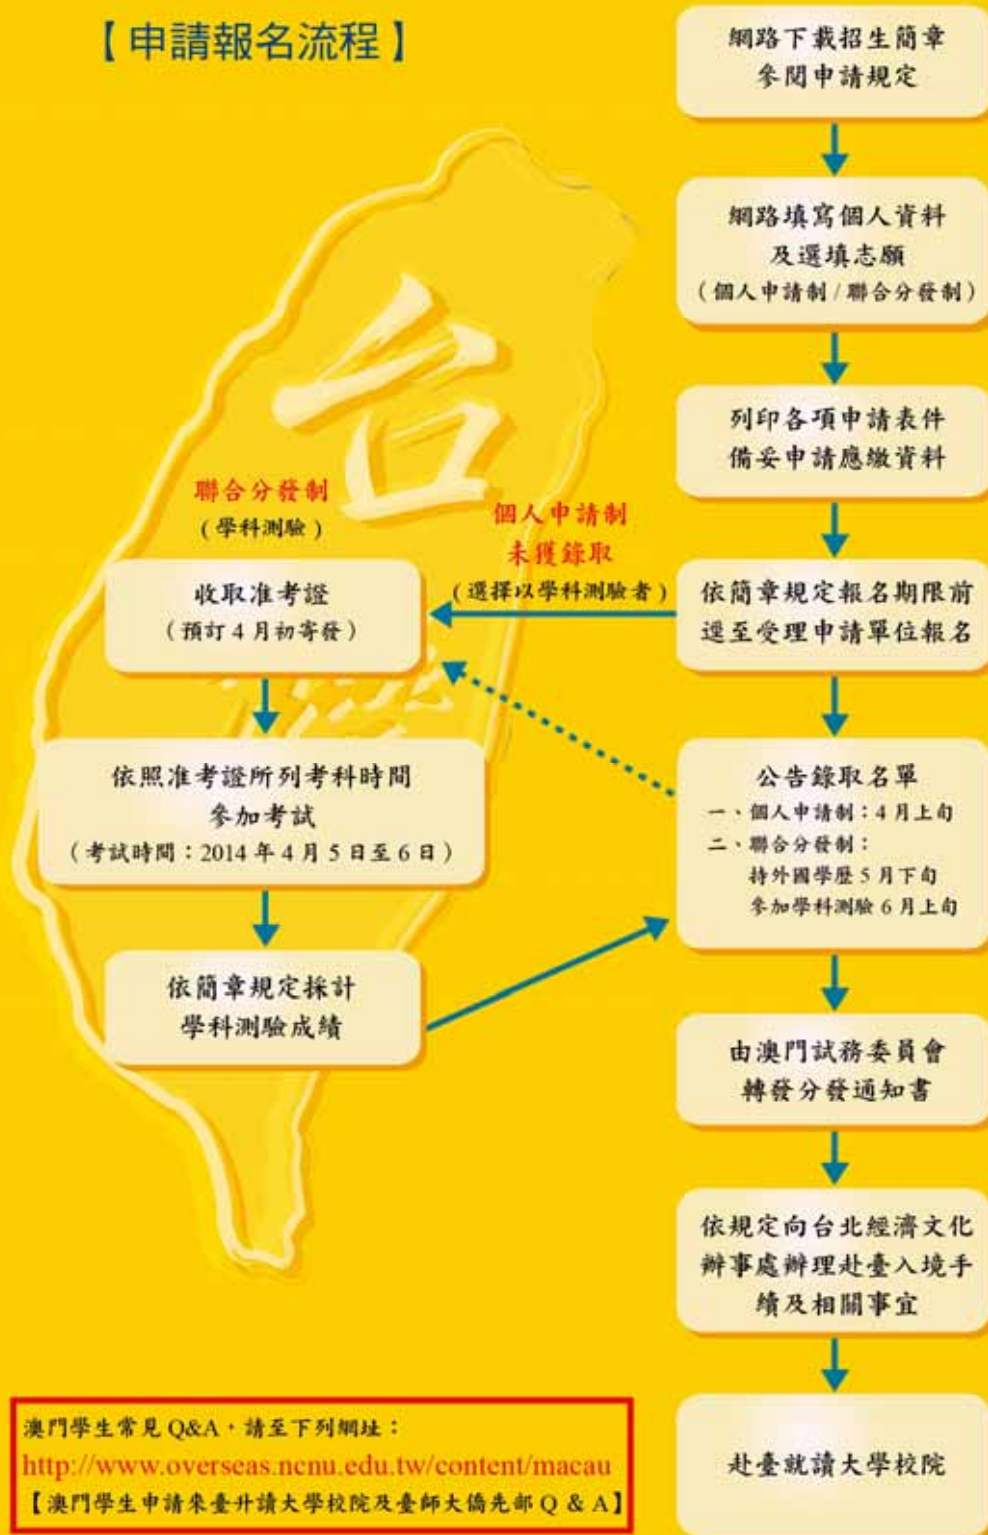 【申請報名流程】
網路下載招生簡章
參閱申請規定
網路填寫個人資料
及選填志願
(個人申請制/聯合分發制)
列印各項申請表件
備妥申請應繳資料
依簡章規定報名期限前
逕至受理申請單位報名
個人申請制
未獲錄取
(選擇以學科測驗者)
聯合分發制
(學科測驗)
收取准考證
(預訂4月初寄發)
依照准考證所列考科時間
參加考試
(考試時間:2014年4月5日至6日)
依簡章規定採計
學科測驗成績
公告錄取名單
一、個人申請制:4月上旬
二、聯合分發制:
持外國學歷5月下旬
參加學科測驗6月上旬
由澳門試務委員會
轉發分發通知書
依規定向台北經濟文化
辦事處辦理赴臺入境手
續及相關事宜
赴臺就讀大學校院
台
澳門學生常見Q&A,請至下列網址:
http://www.overseas.ncnu.edu.tw/content/macau
【澳門學生申請來臺升讀大學校院及臺師大僑先部Q & A】